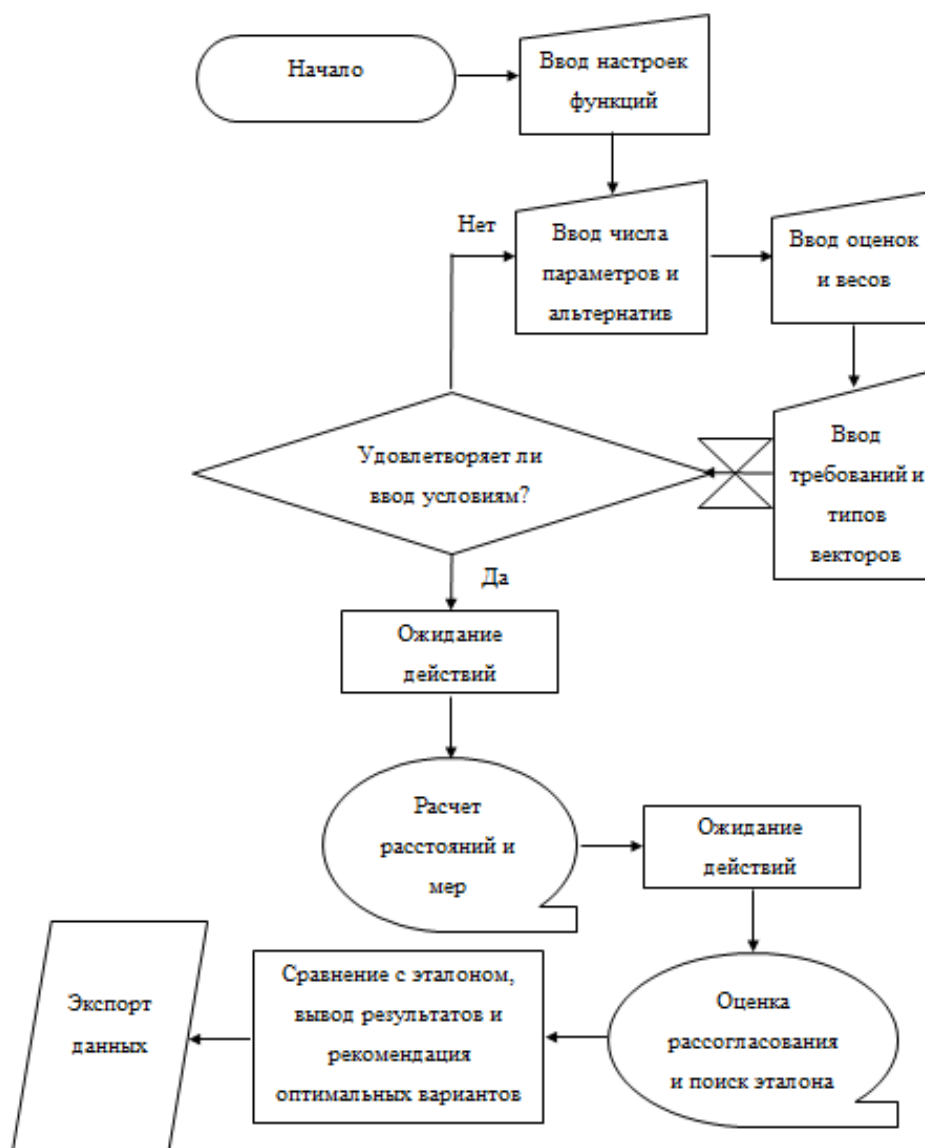 Начало
Ввод настроек
функций
Нет
Ввод числа
параметров и
альтернатив
Ввод оценок
и весов
Удовлетворяет ли
ввод условиям?
Ввод
требований и
типов
векторов
Да
Ожидание
действий
Расчет
расстояний и
мер
Ожидание
действий
Оценка
рассогласования
и поиск эталона
Сравнение с эталоном,
вывод результатов и
рекомендация
оптимальных вариантов
Экспорт
данных